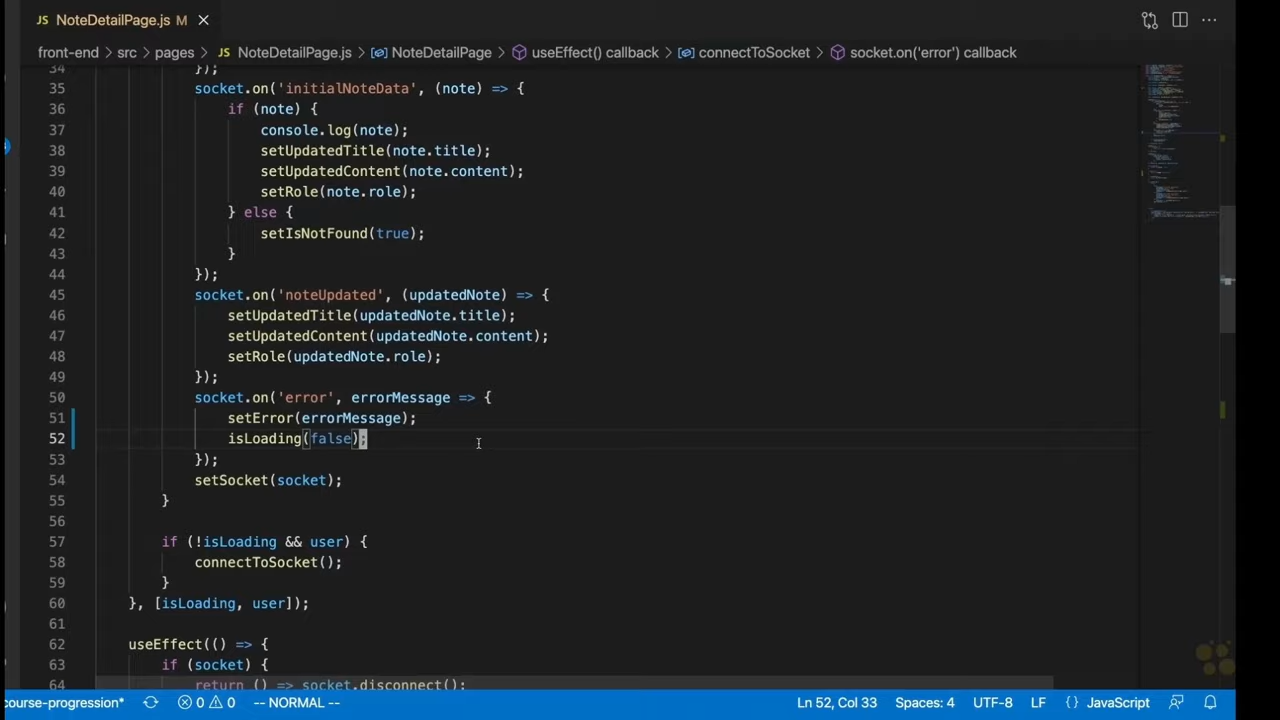 JS NoteDetailPage.js M
front-end > src > pages > JS NoteDetailPage.js > NoteDetailPage > useEffect() callback > connectToSocket > socket.on('error') callback
34 });
35 socket.on('initialNoteData', (note) => {
36 if (note) {
37 console.log(note);
38 setUpdatedTitle(note.title);
39 setUpdatedContent(note.content);
40 setRole(note.role);
41 } else {
42 setIsNotFound(true);
43 }
44 });
45 socket.on('noteUpdated', (updatedNote) => {
46 setUpdatedTitle(updatedNote.title);
47 setUpdatedContent(updatedNote.content);
48 setRole(updatedNote.role);
49 });
50 socket.on('error', errorMessage => {
51 setError(errorMessage);
52 isLoading(false);
53 });
54 setSocket(socket);
55 }
56
57 if (!isLoading && user) {
58 connectToSocket();
59 }
60 }, [isLoading, user]);
61
62 useEffect(() => {
63 if (socket) {
64 return () => socket.disconnect();
course-progression* 0 0 -- NORMAL -- Ln 52, Col 33 Spaces: 4 UTF-8 LF {} JavaScript